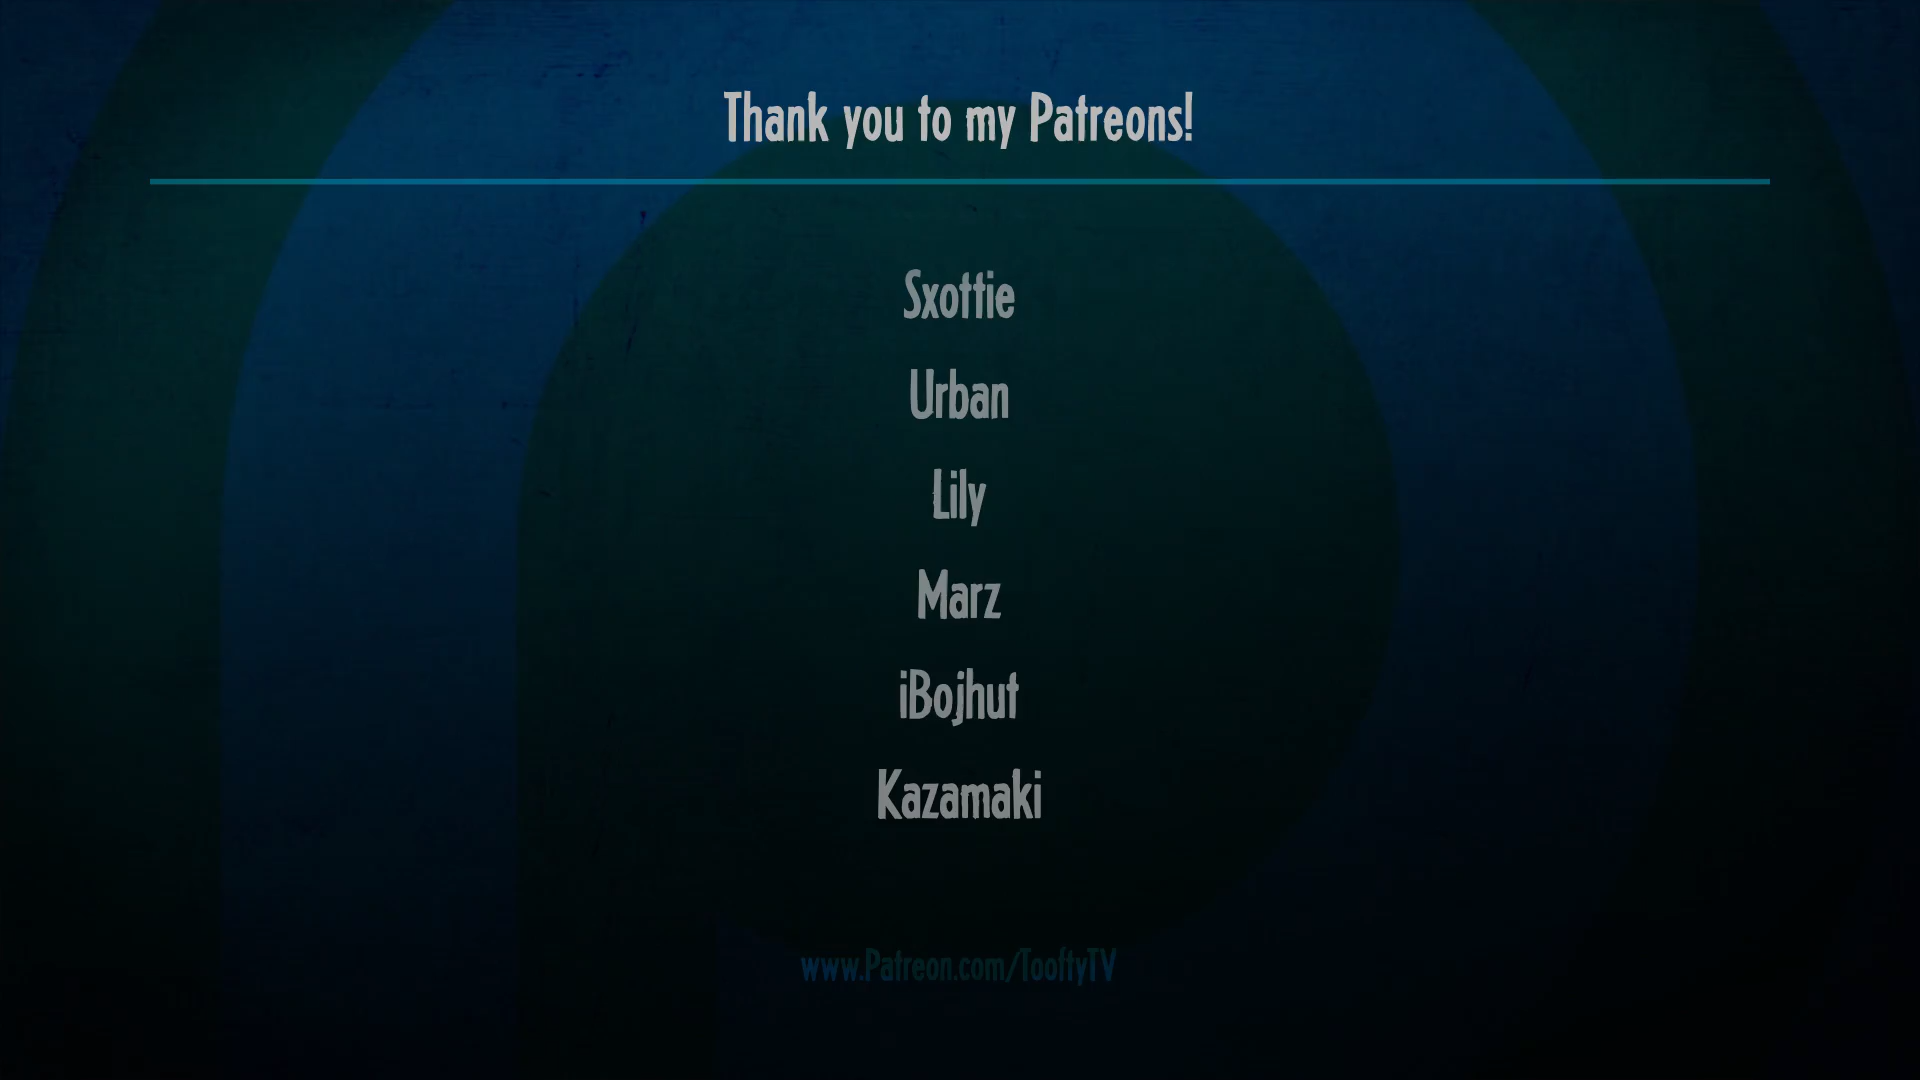 Thank you to my Patreons!
Sxottie
Urban
Lily
Marz
iBojhut
Kazamaki
www.Patreon.com/TooftyTV